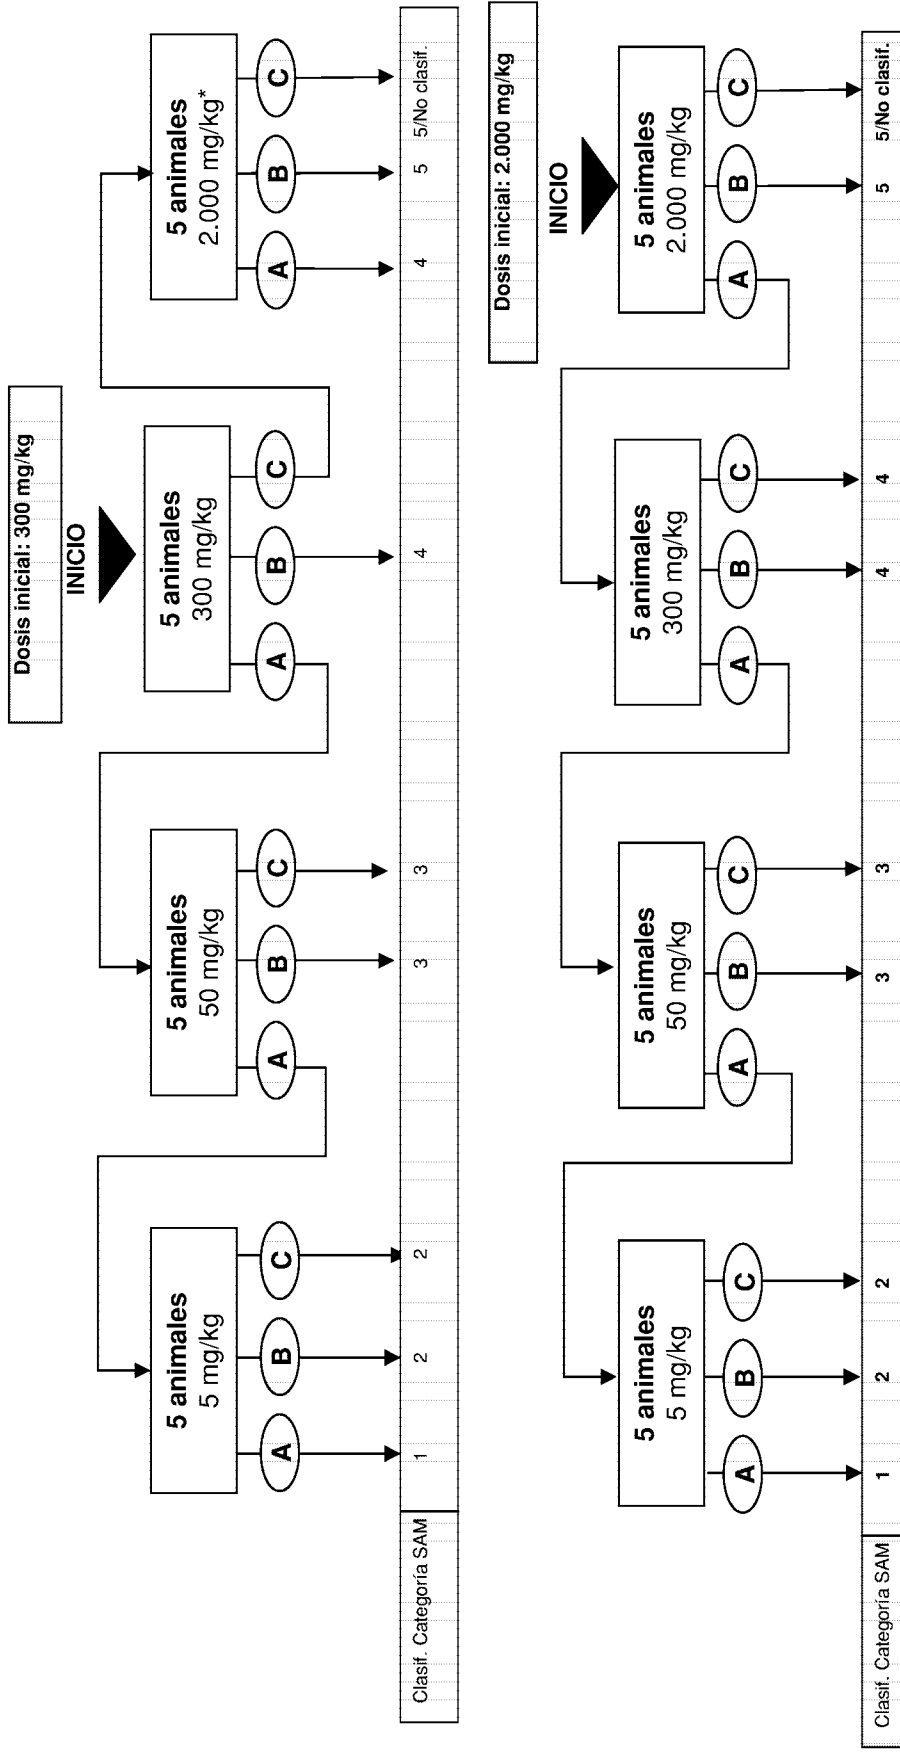 Dosis inicial: 300 mg/kg
INICIO
5 animales
5 mg/kg
5 animales
50 mg/kg
5 animales
300 mg/kg
5 animales
2.000 mg/kg*
A
B
C
A
B
C
A
B
C
A
B
C
Clasif. Categoría SAM
1
2
2
3
3
4
4
5
5/No clasif.
Dosis inicial: 2.000 mg/kg
INICIO
5 animales
5 mg/kg
5 animales
50 mg/kg
5 animales
300 mg/kg
5 animales
2.000 mg/kg
A
B
C
A
B
C
A
B
C
A
B
C
Clasif. Categoría SAM
1
2
2
3
3
4
4
5
5/No clasif.